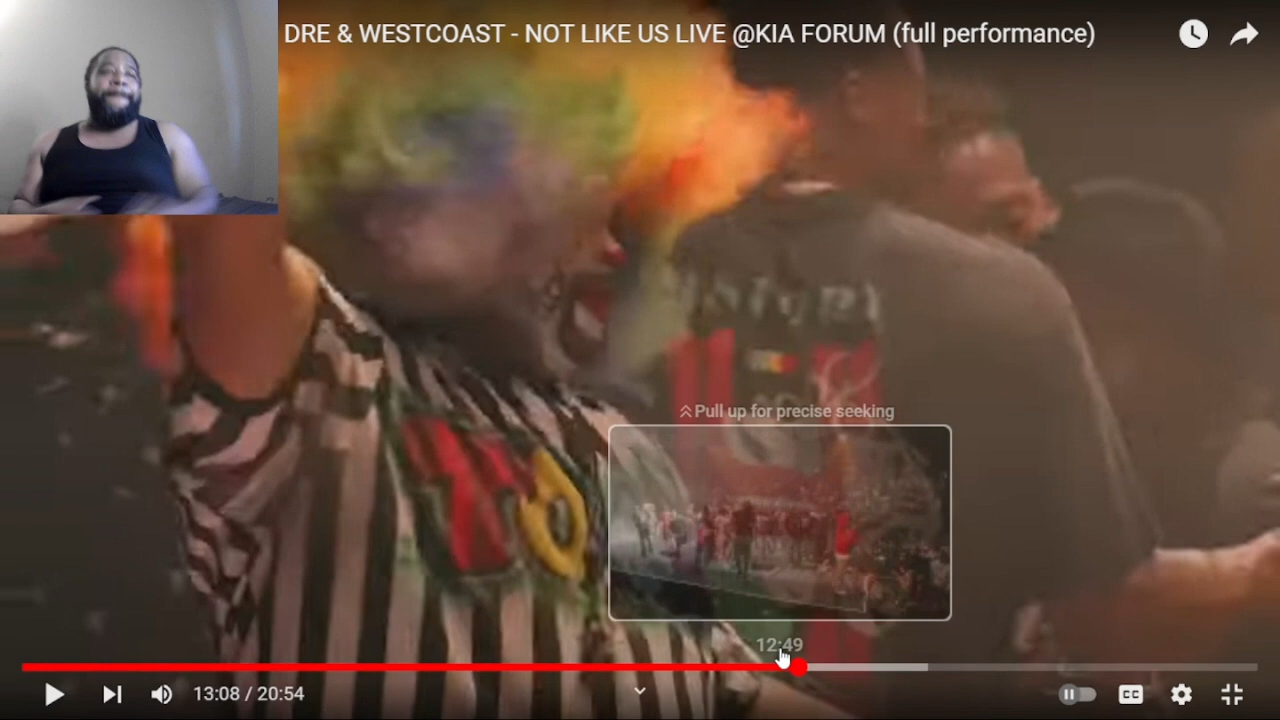 DRE & WESTCOAST - NOT LIKE US LIVE @KIA FORUM (full performance)
Pull up for precise seeking
12:49
13:08 / 20:54
CC